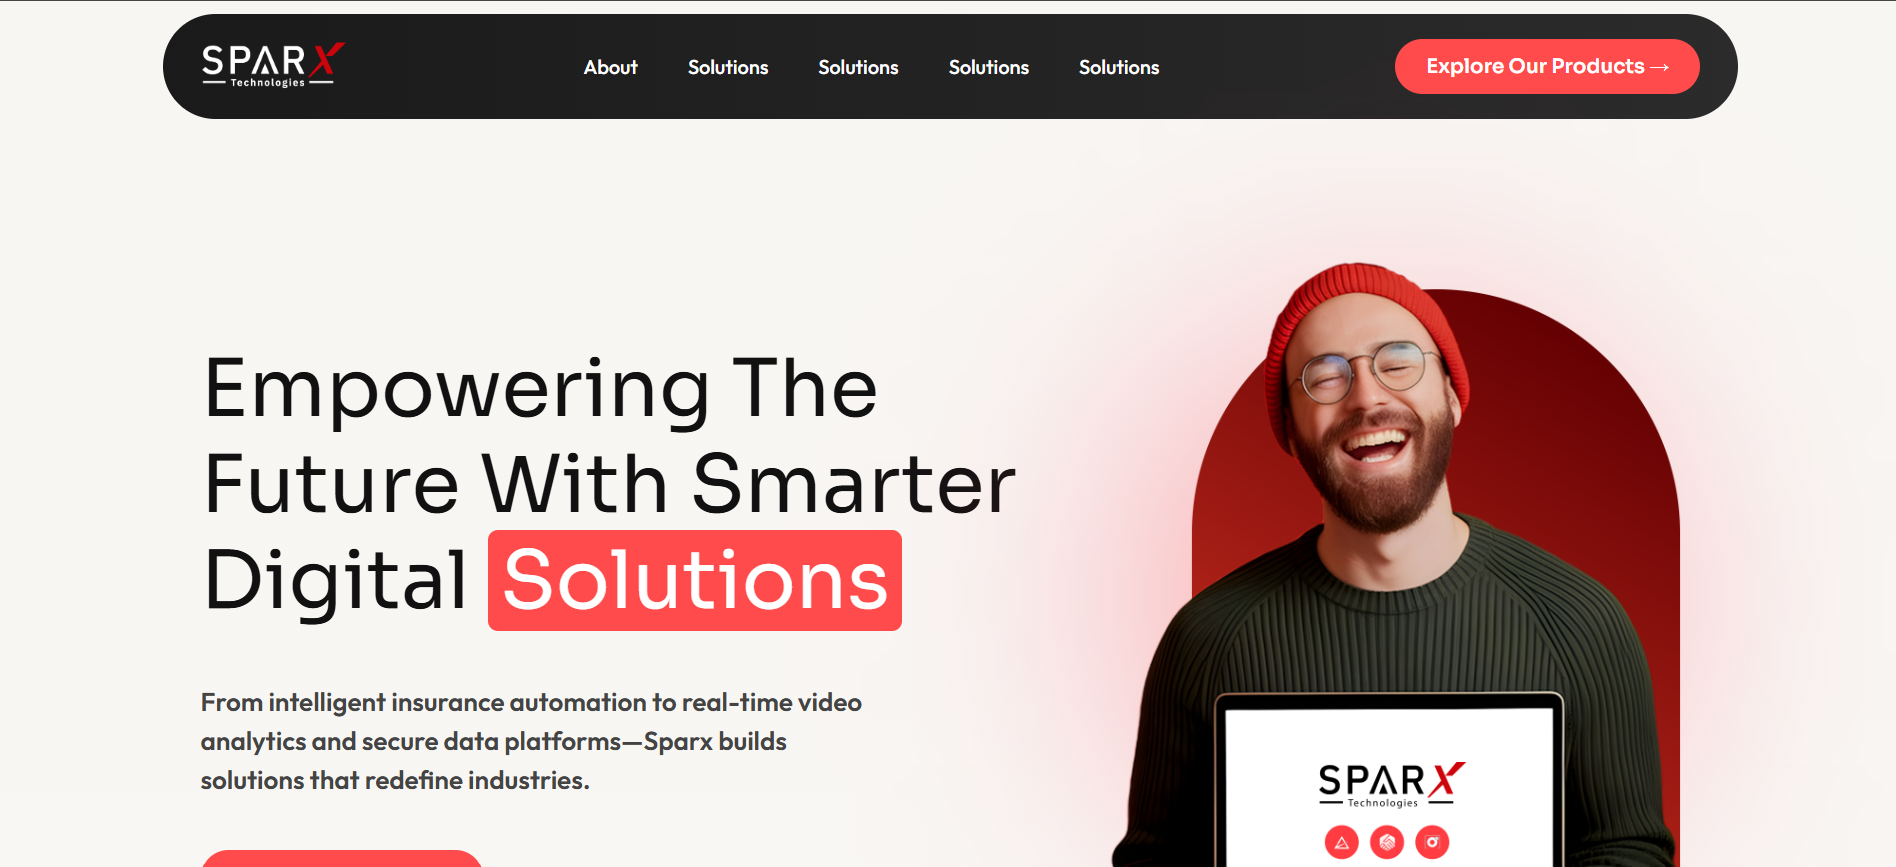 SPARX
Technologies
About
Solutions
Solutions
Solutions
Solutions
Explore Our Products →
Empowering The
Future With Smarter
Digital Solutions
From intelligent insurance automation to real-time video
analytics and secure data platforms—Sparx builds
solutions that redefine industries.
SPARX
Technologies